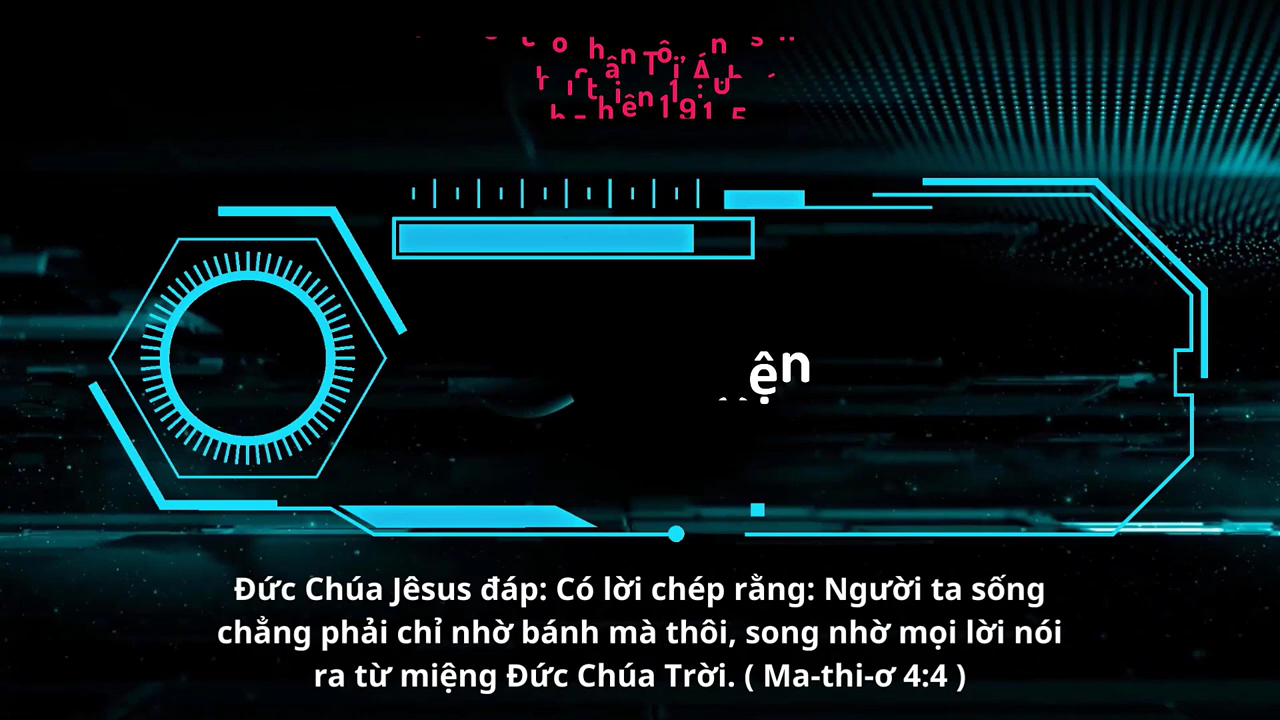 ện
Đức Chúa Jêsus đáp: Có lời chép rằng: Người ta sống
chẳng phải chỉ nhờ bánh mà thôi, song nhờ mọi lời nói
ra từ miệng Đức Chúa Trời. ( Ma-thi-ơ 4:4 )